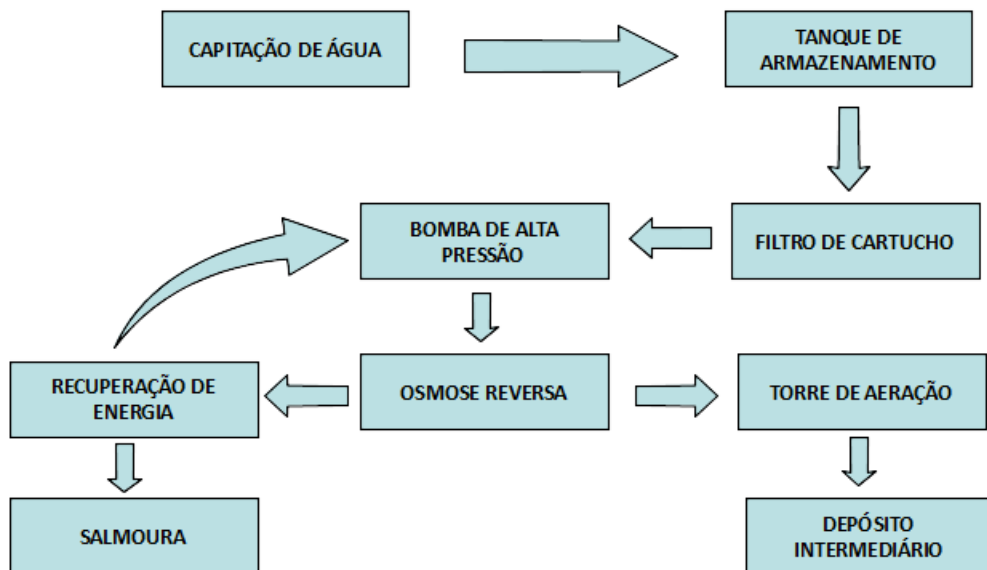 CAPITAÇÃO DE ÁGUA
TANQUE DE
ARMAZENAMENTO
BOMBA DE ALTA
PRESSÃO
FILTRO DE CARTUCHO
RECUPERAÇÃO DE
ENERGIA
OSMOSE REVERSA
TORRE DE AERAÇÃO
SALMOURA
DEPÓSITO
INTERMEDIÁRIO